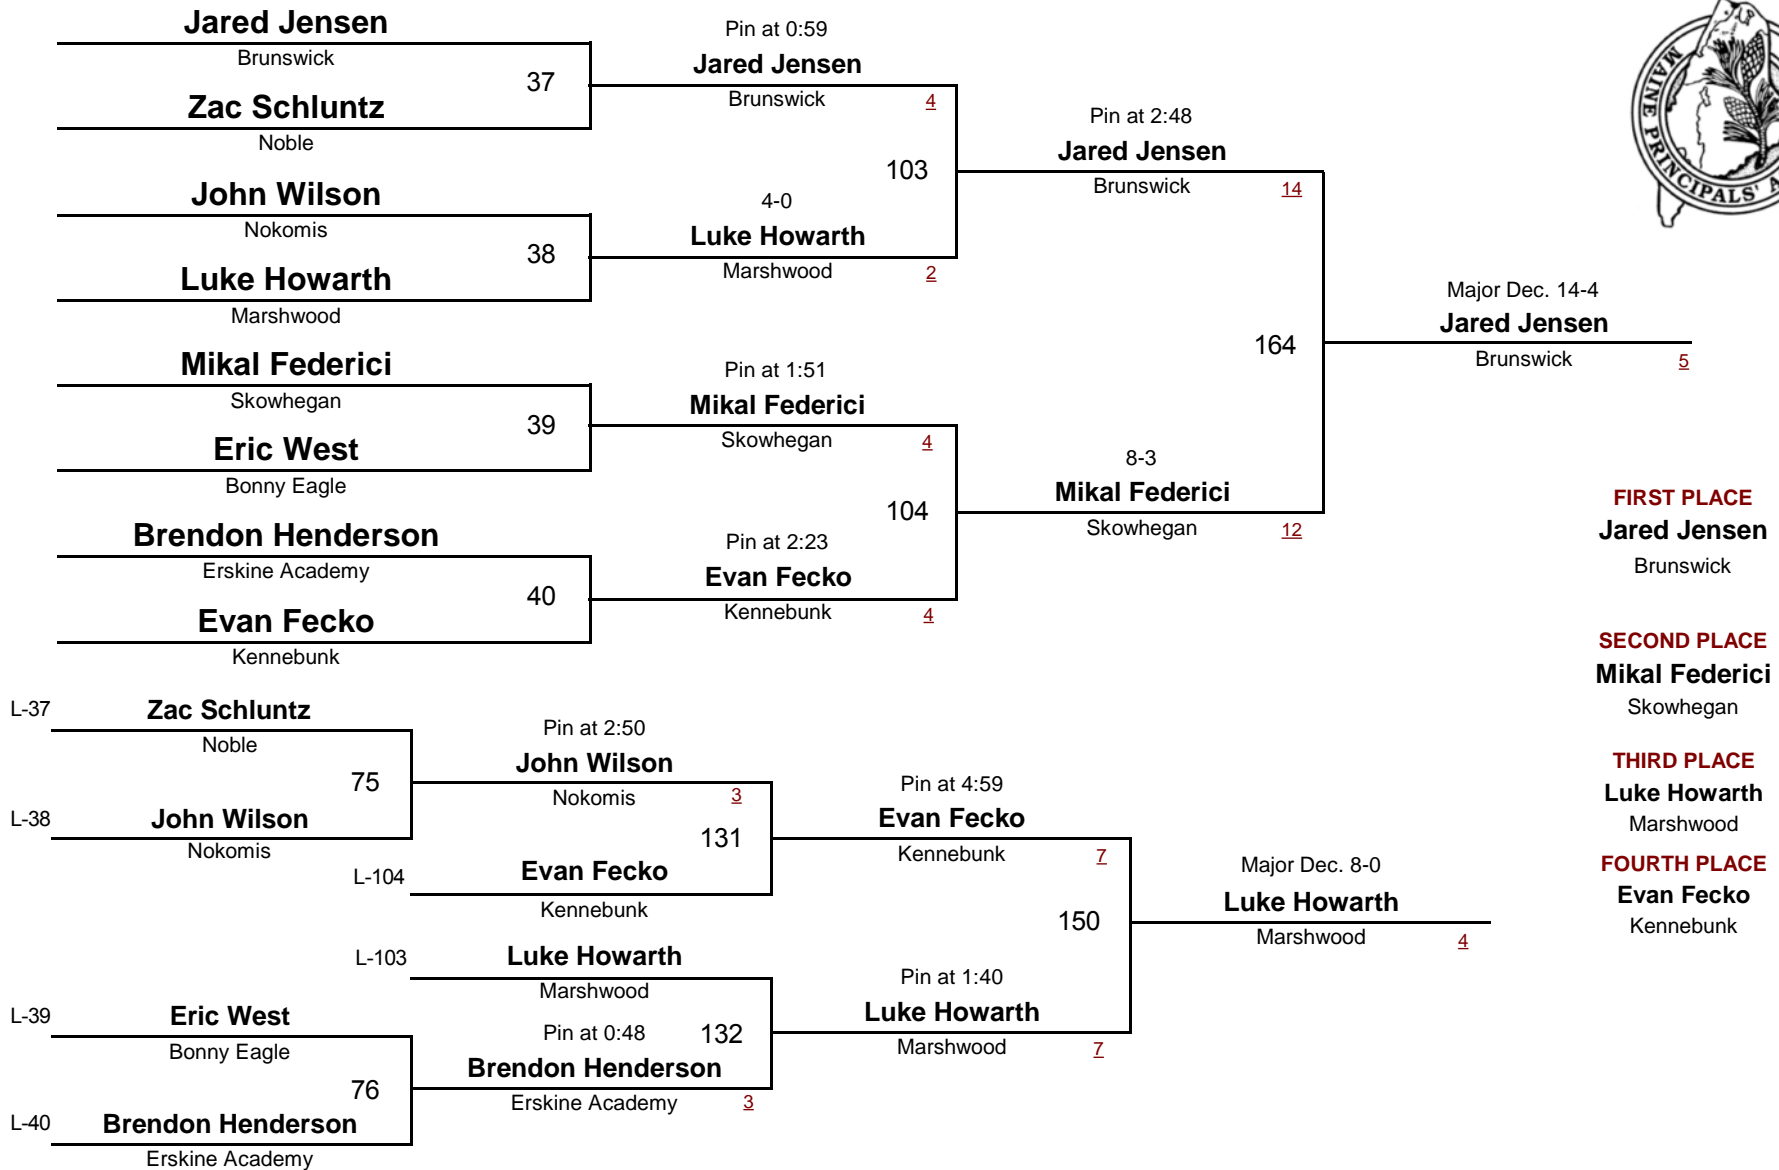 Jared Jensen
Brunswick
37
Zac Schluntz
Noble
John Wilson
Nokomis
38
Luke Howarth
Marshwood
Mikal Federici
Skowhegan
39
Eric West
Bonny Eagle
Brendon Henderson
Erskine Academy
40
Evan Fecko
Kennebunk
Pin at 0:59
Jared Jensen
Brunswick 4
103
4-0
Luke Howarth
Marshwood 2
Pin at 1:51
Mikal Federici
Skowhegan 4
104
Pin at 2:23
Evan Fecko
Kennebunk 4
Pin at 2:48
Jared Jensen
Brunswick 14
164
8-3
Mikal Federici
Skowhegan 12
Major Dec. 14-4
Jared Jensen
Brunswick 5
MAINE PRINCIPALS' A
FIRST PLACE
Jared Jensen
Brunswick
SECOND PLACE
Mikal Federici
Skowhegan
THIRD PLACE
Luke Howarth
Marshwood
FOURTH PLACE
Evan Fecko
Kennebunk
L-37 Zac Schluntz
Noble
75
L-38 John Wilson
Nokomis
L-39 Eric West
Bonny Eagle
76
L-40 Brendon Henderson
Erskine Academy
Pin at 2:50
John Wilson
Nokomis 3
131
L-104 Evan Fecko
Kennebunk
L-103 Luke Howarth
Marshwood
Pin at 0:48 132
Brendon Henderson
Erskine Academy 3
Pin at 4:59
Evan Fecko
Kennebunk 7
150
Pin at 1:40
Luke Howarth
Marshwood 7
Major Dec. 8-0
Luke Howarth
Marshwood 4